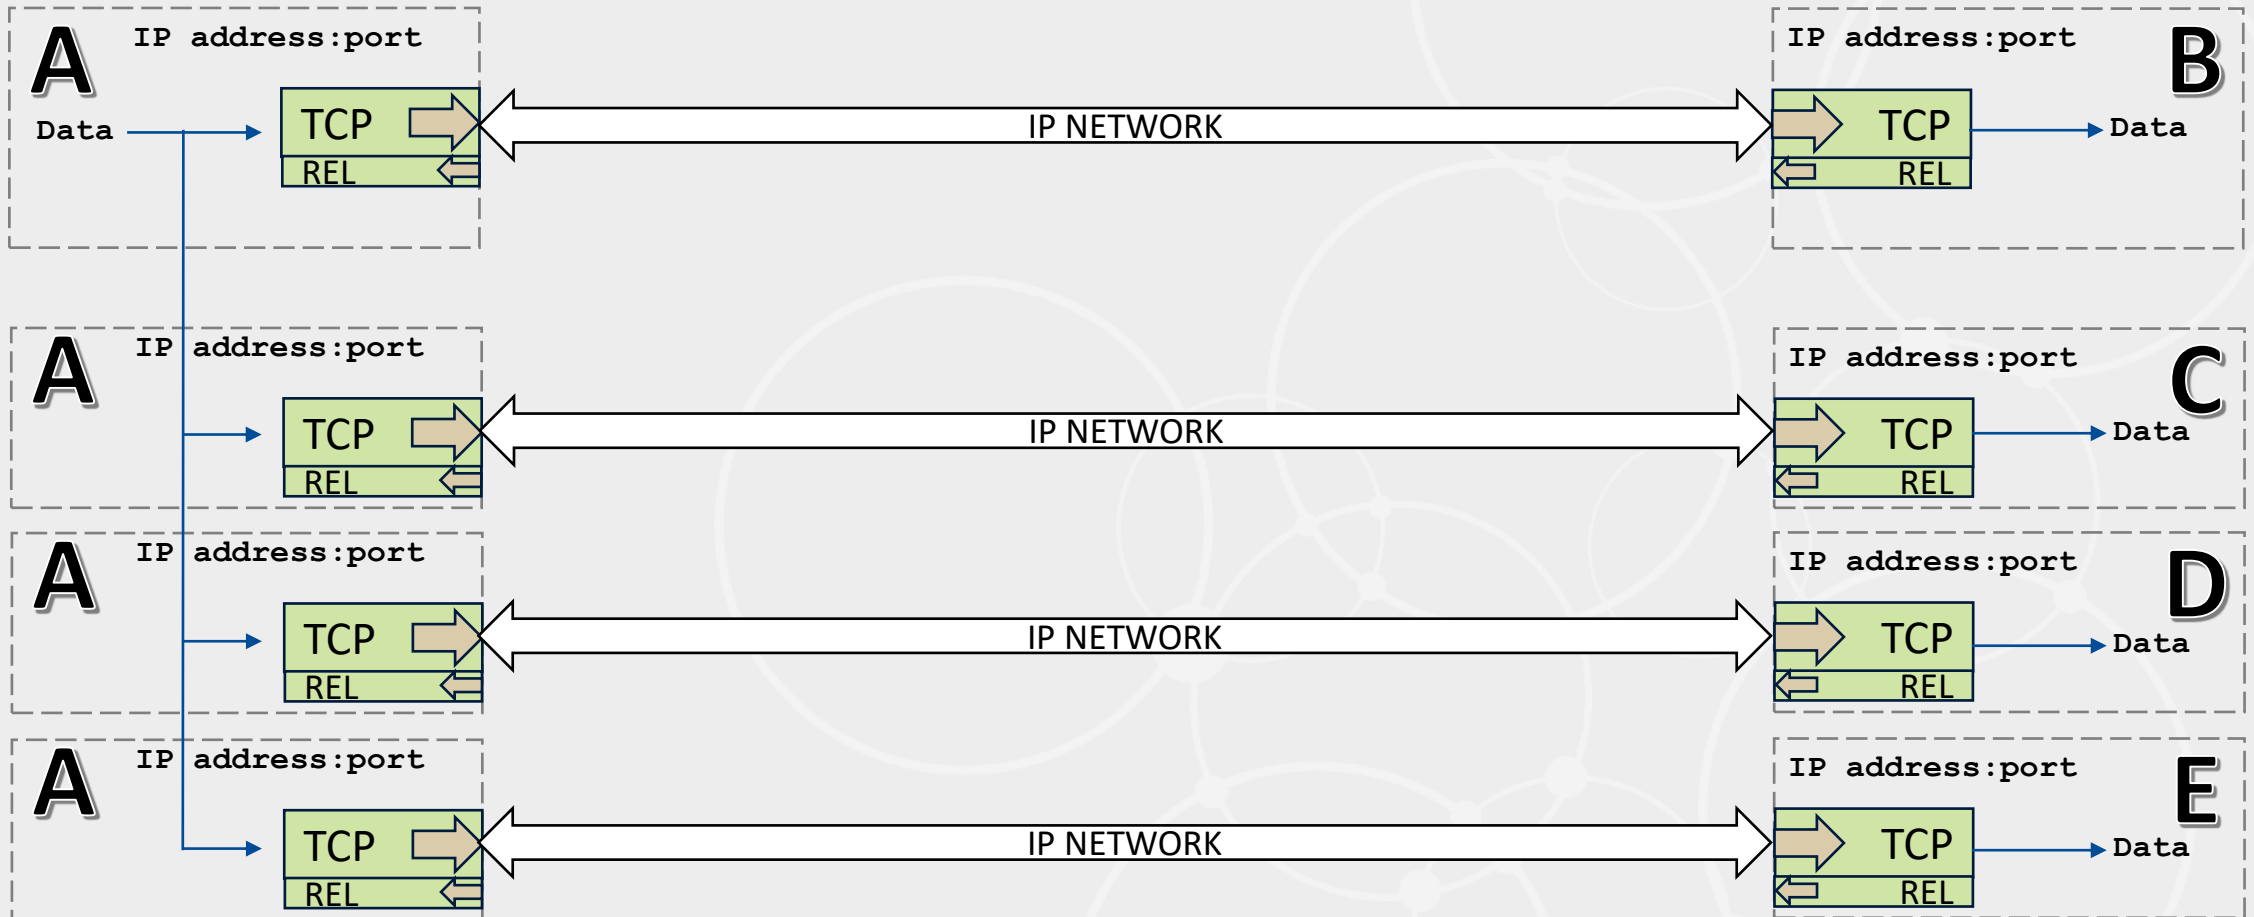 A IP address:port
Data
TCP
REL
IP NETWORK
IP address:port B
TCP
REL
Data
A IP address:port
TCP
REL
IP NETWORK
IP address:port C
TCP
REL
Data
A IP address:port
TCP
REL
IP NETWORK
IP address:port D
TCP
REL
Data
A IP address:port
TCP
REL
IP NETWORK
IP address:port E
TCP
REL
Data